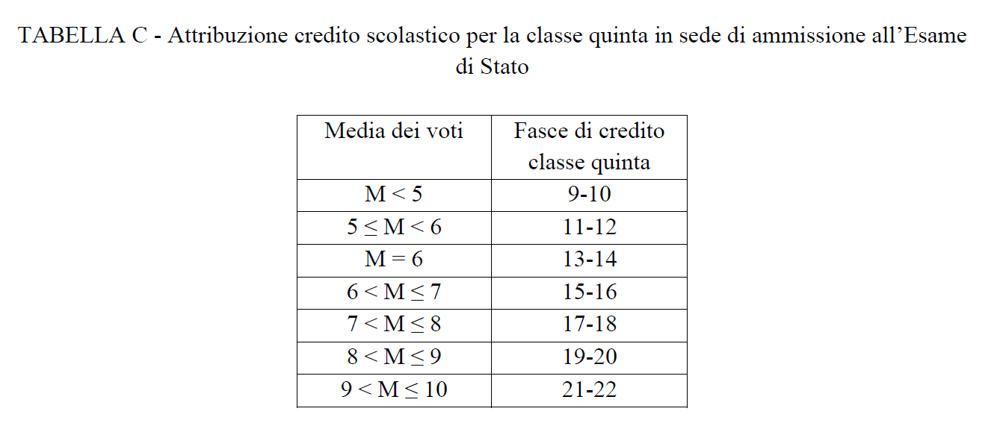 TABELLA C - Attribuzione credito scolastico per la classe quinta in sede di ammissione all’Esame
di Stato
Media dei voti Fasce di credito
classe quinta
M < 5 9-10
5 ≤ M < 6 11-12
M = 6 13-14
6 < M ≤ 7 15-16
7 < M ≤ 8 17-18
8 < M ≤ 9 19-20
9 < M ≤ 10 21-22